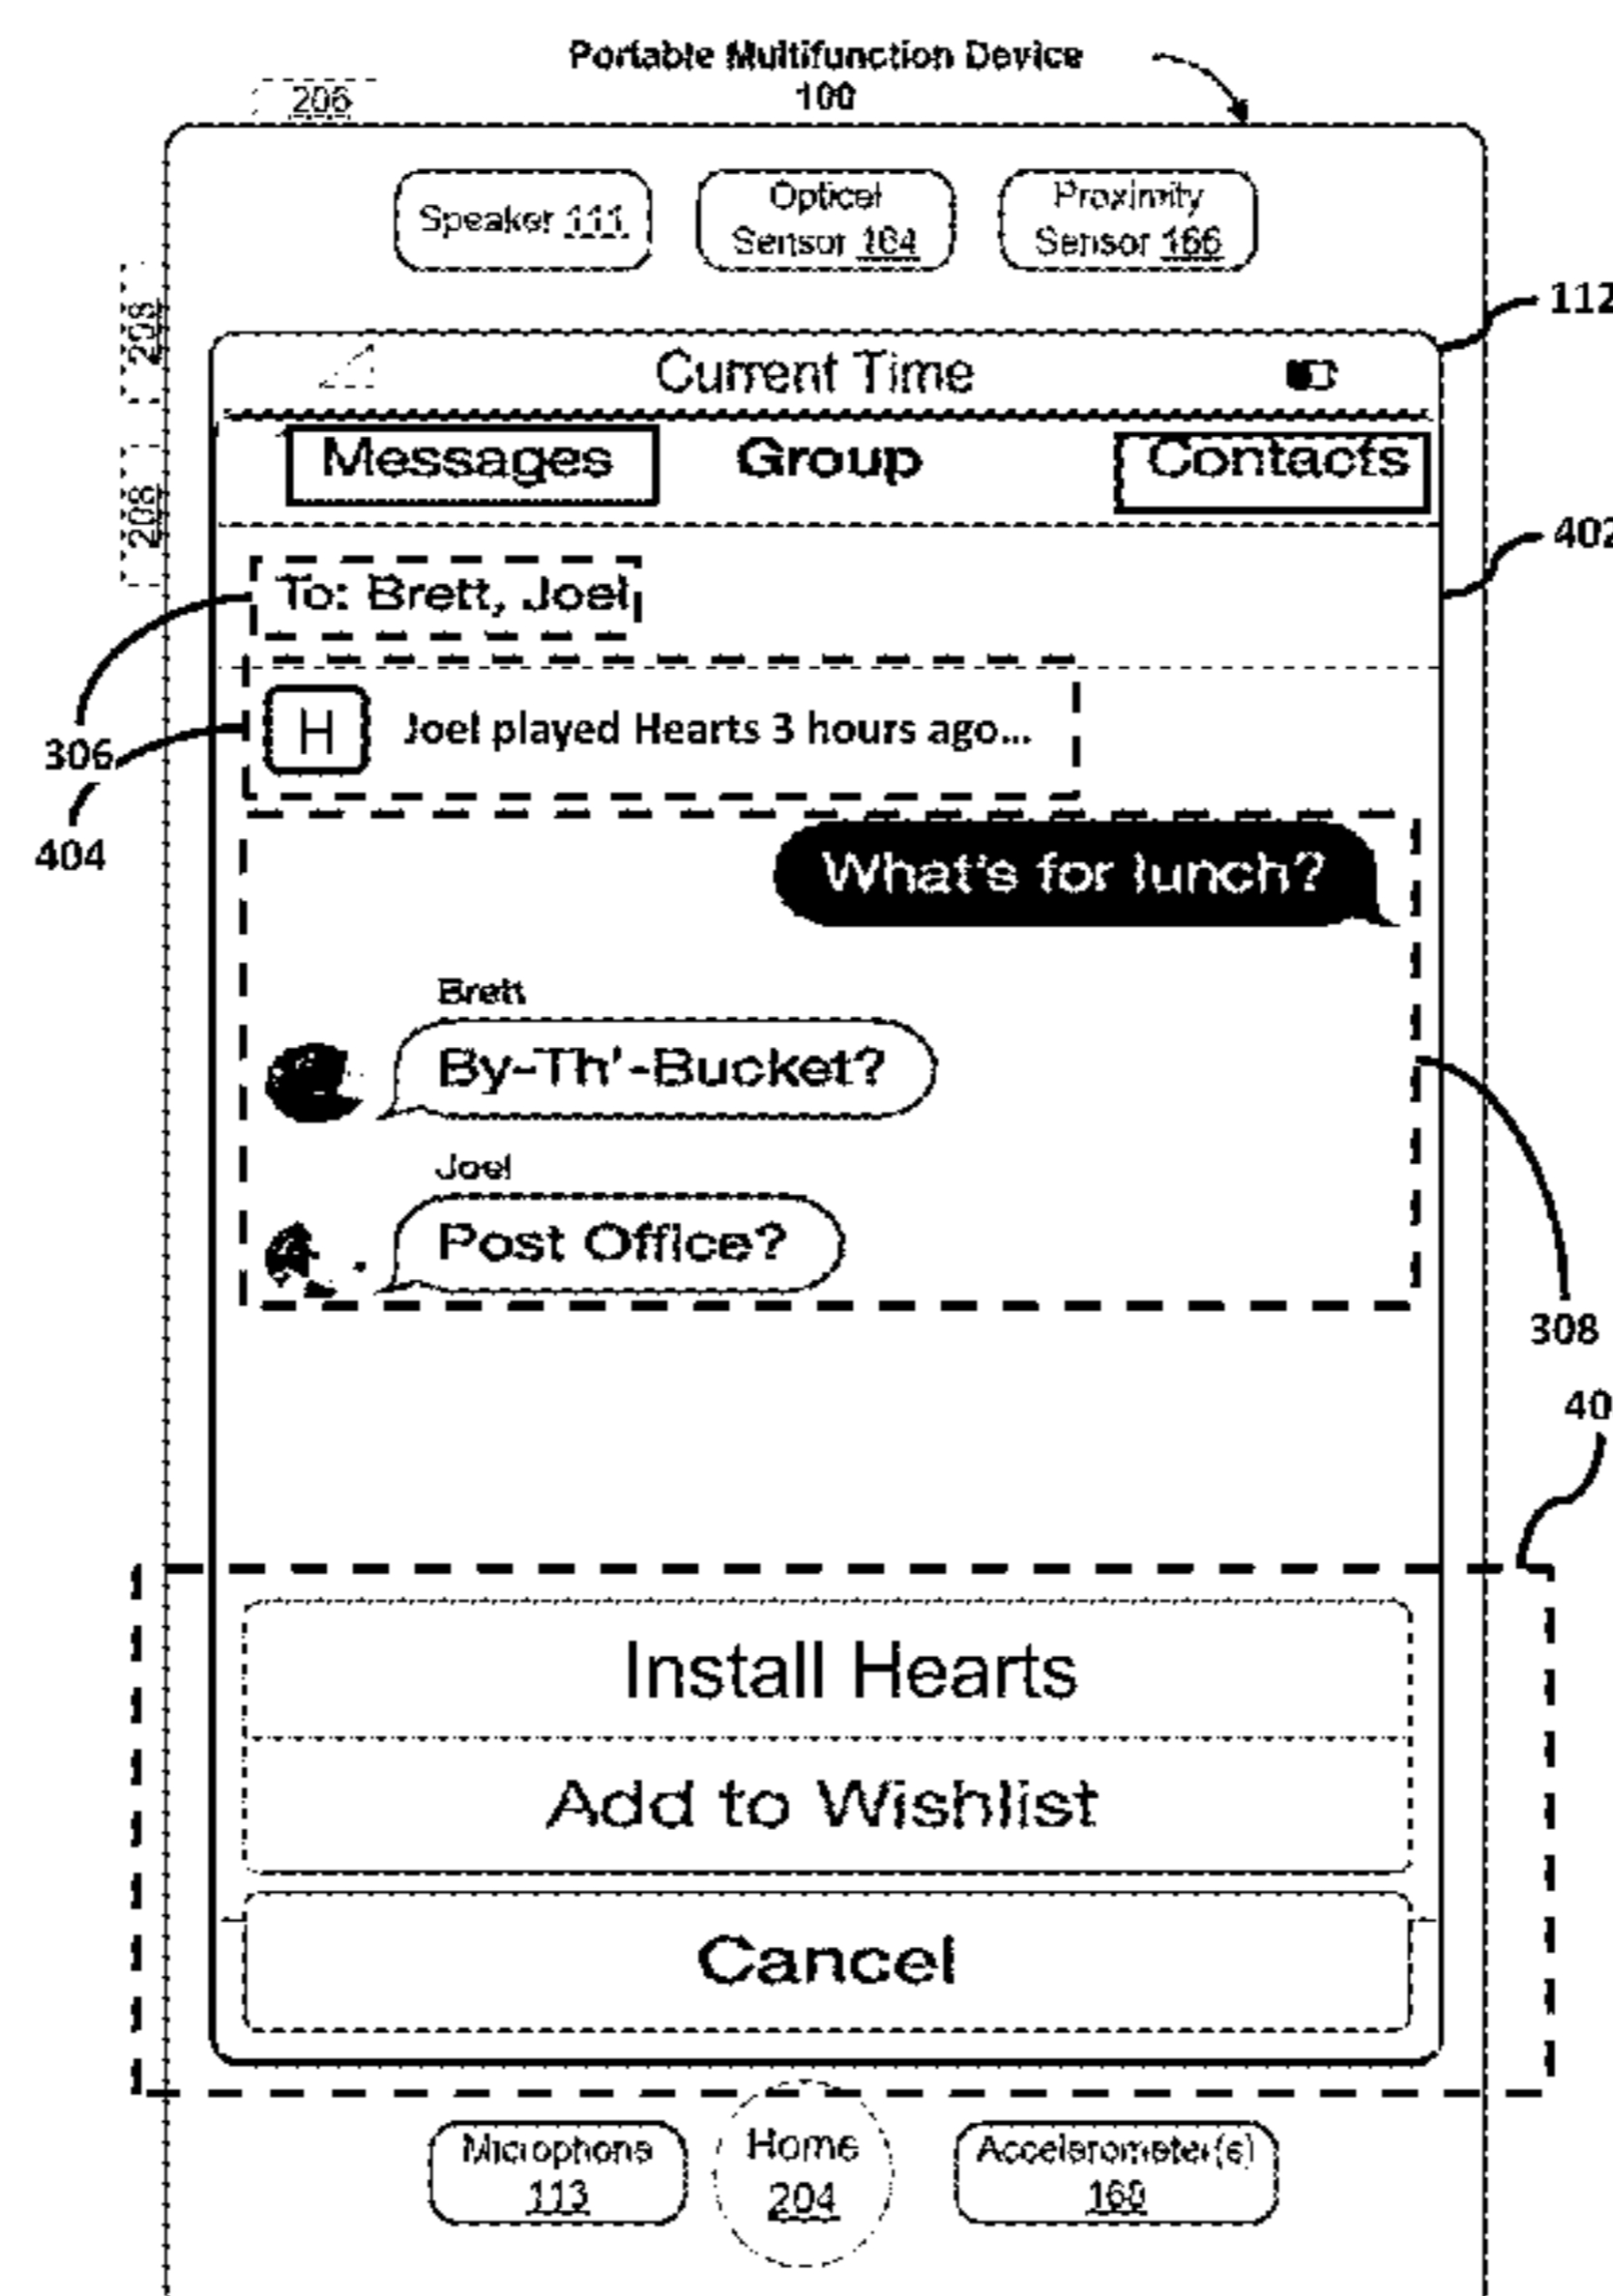 Portable Multifunction Device
100
206
Speaker 111
Optical
Sensor 164
Proximity
Sensor 166
112
208
Current Time
Messages Group Contacts
208
402
To: Brett, Joel
H Joel played Hearts 3 hours ago...
306
404
What's for lunch?
Brett
By-Th'-Bucket?
Joel
Post Office?
308
40
Install Hearts
Add to Wishlist
Cancel
Microphone
113
Home
204
Accelerometer(s)
168